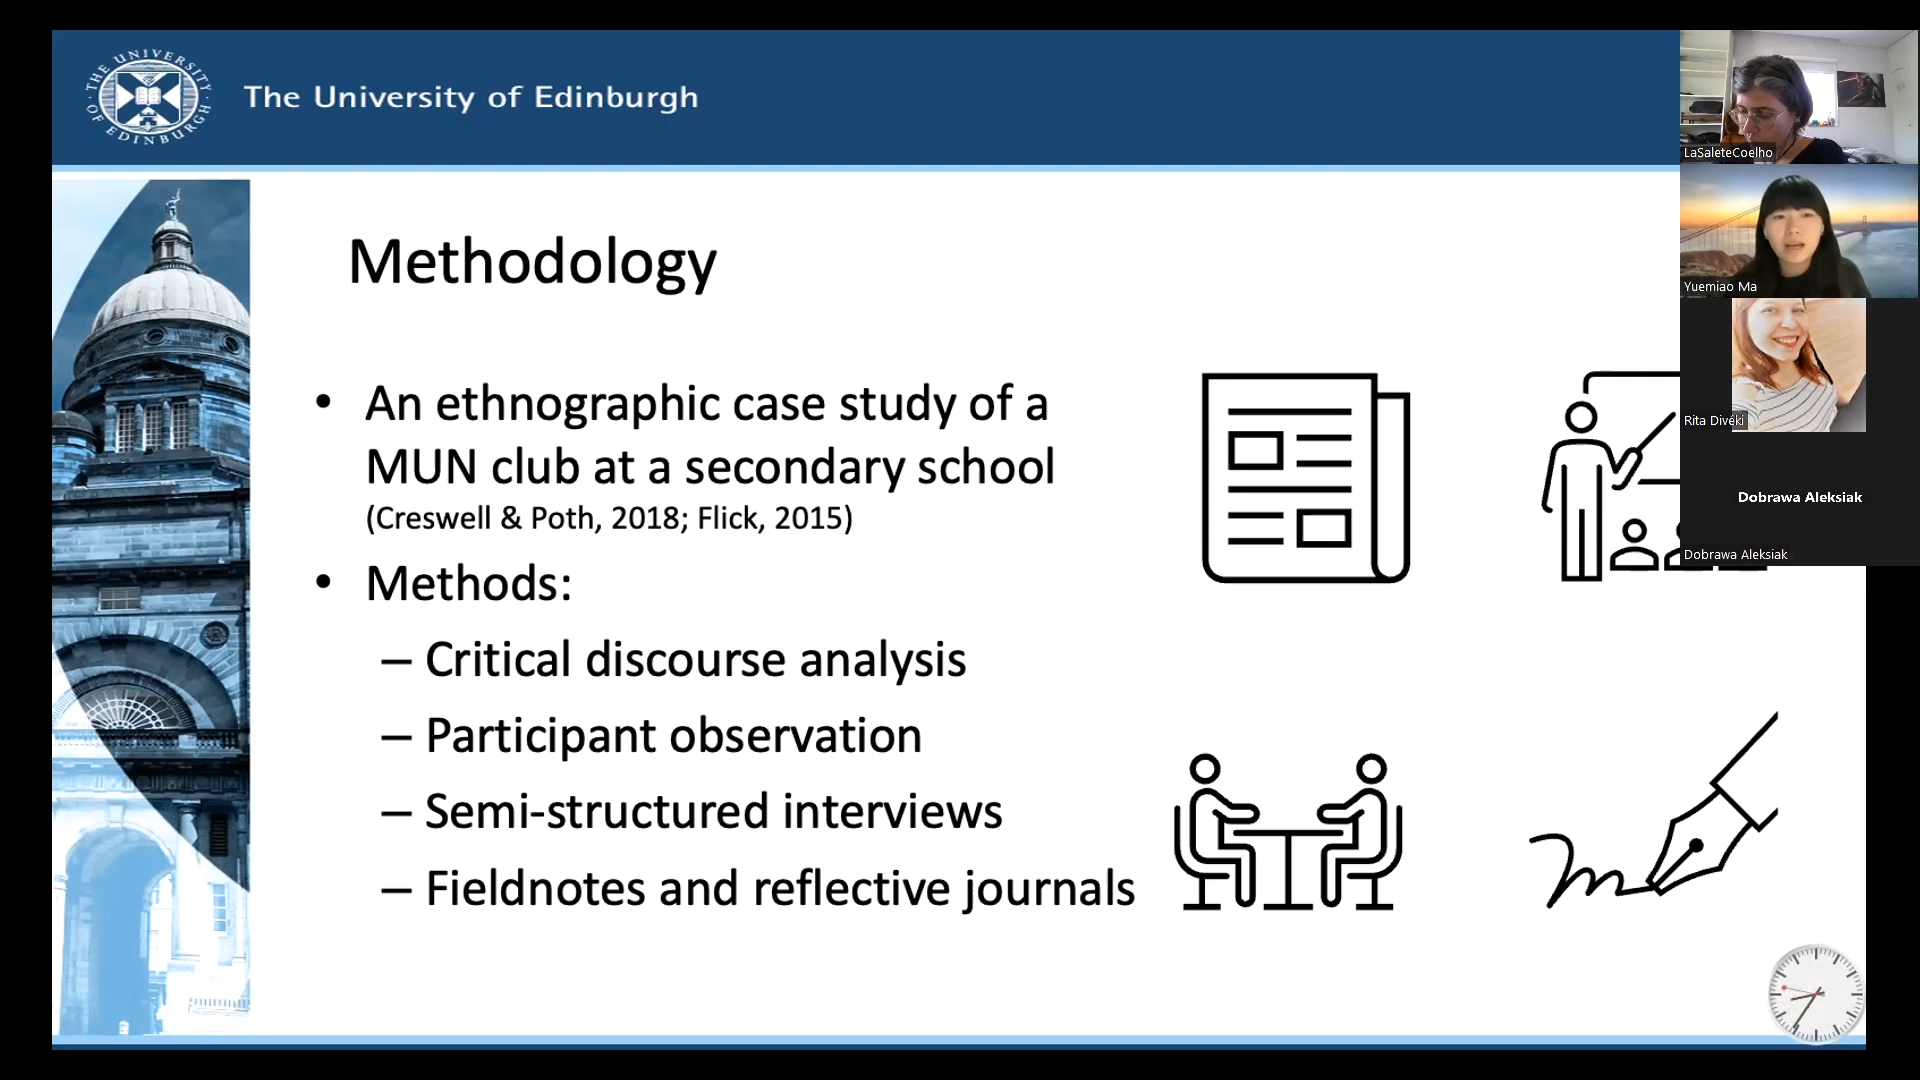 THE UNIVERSITY OF EDINBURGH
The University of Edinburgh
Methodology
• An ethnographic case study of a
MUN club at a secondary school
(Creswell & Poth, 2018; Flick, 2015)
• Methods:
– Critical discourse analysis
– Participant observation
– Semi-structured interviews
– Fieldnotes and reflective journals
LaSaleteCoelho
Yuemiao Ma
Rita Divéki
Dobrawa Aleksiak
Dobrawa Aleksiak